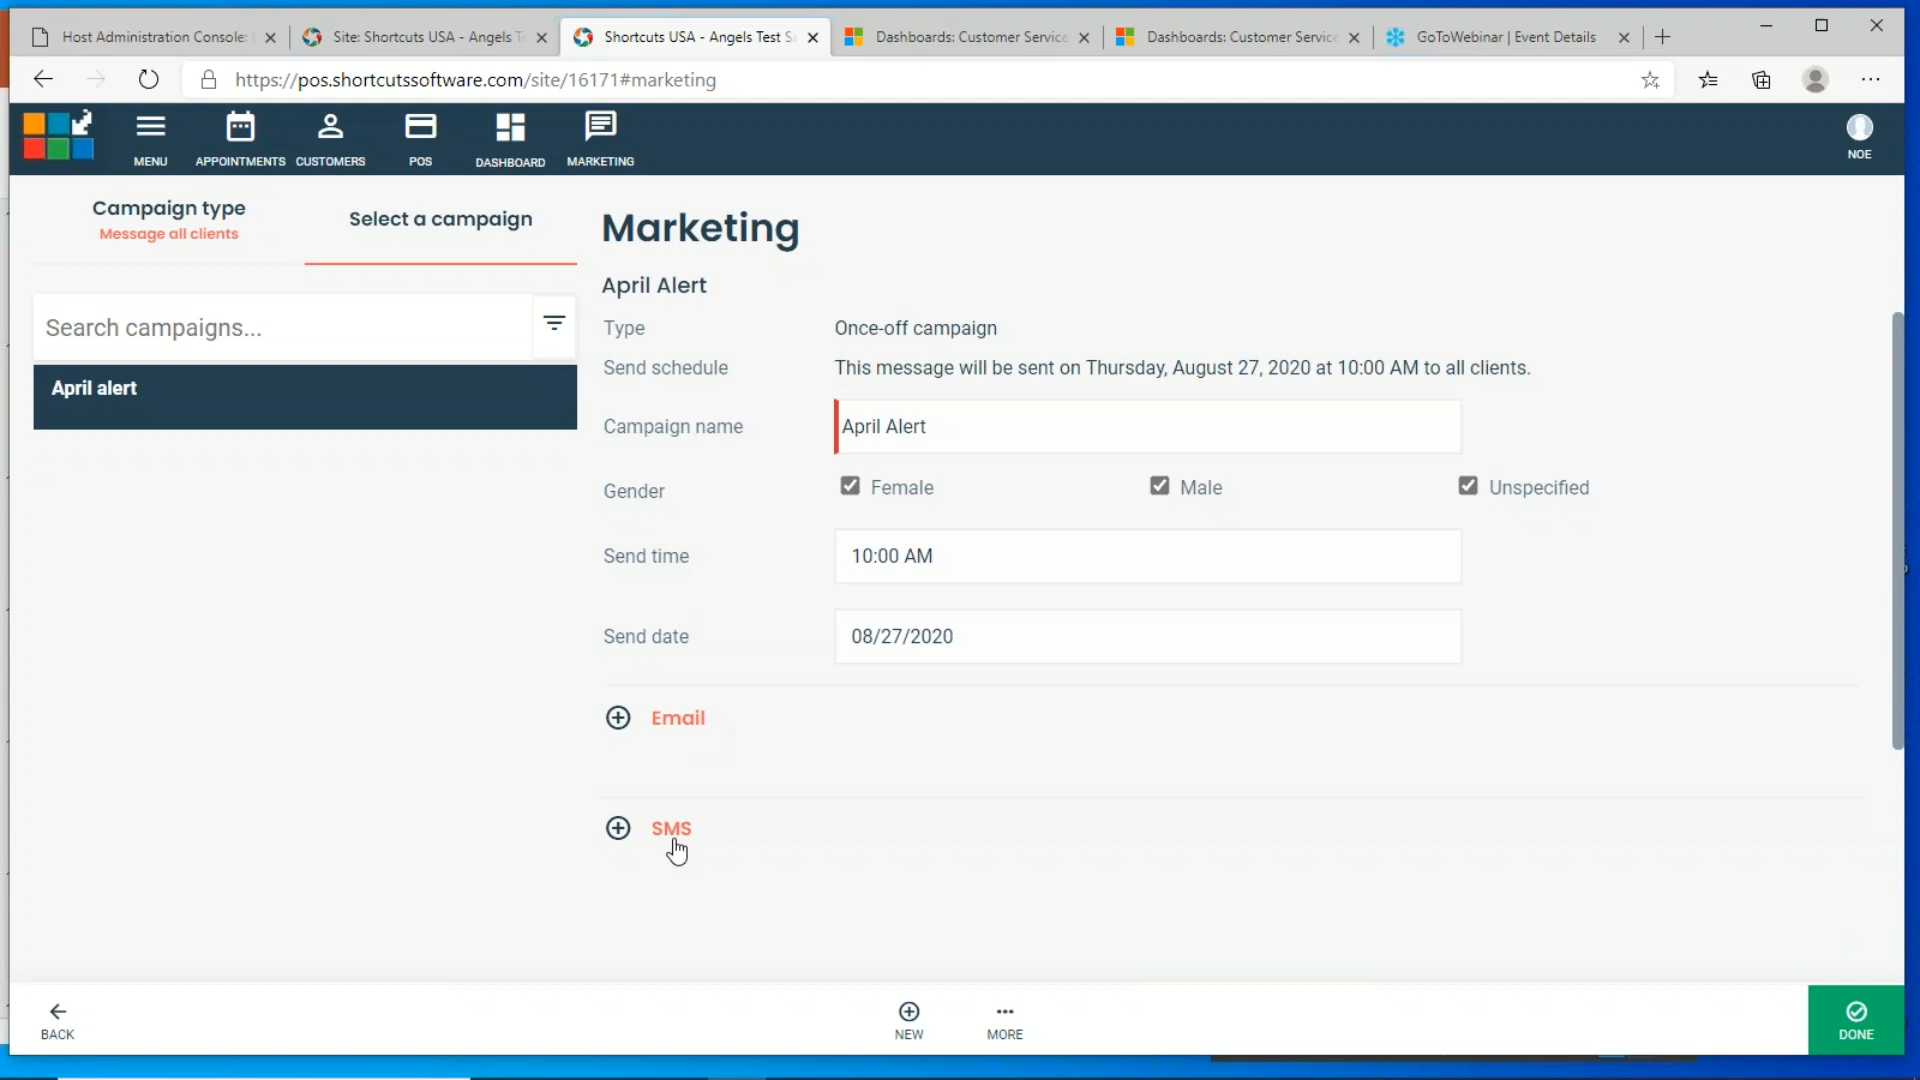 Host Administration Console:
Site: Shortcuts USA - Angels T
Shortcuts USA - Angels Test S
Dashboards: Customer Service
Dashboards: Customer Servic
GoToWebinar | Event Details
https://pos.shortcutssoftware.com/site/16171#marketing
MENU
APPOINTMENTS
CUSTOMERS
POS
DASHBOARD
MARKETING
NOE
Campaign type
Message all clients
Select a campaign
Search campaigns...
April alert
Marketing
April Alert
Type Once-off campaign
Send schedule This message will be sent on Thursday, August 27, 2020 at 10:00 AM to all clients.
Campaign name April Alert
Gender Female Male Unspecified
Send time 10:00 AM
Send date 08/27/2020
Email
SMS
BACK
NEW
MORE
DONE